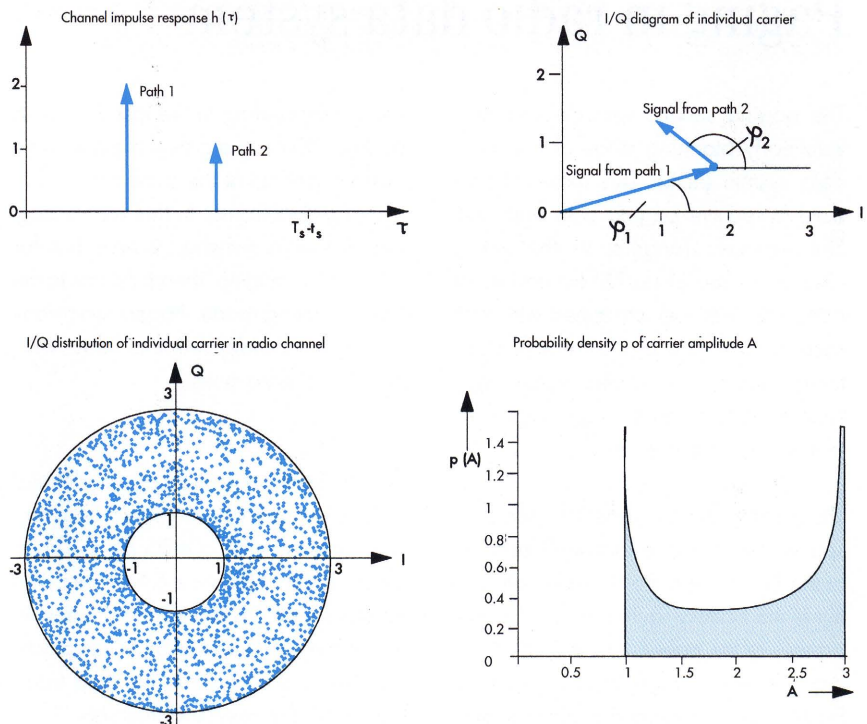 Channel impulse response h (τ)
2
Path 1
1
Path 2
0
Ts-ts
τ
I/Q diagram of individual carrier
Q
2
Signal from path 2
1
φ2
Signal from path 1
0
I
φ1
1
2
3
I/Q distribution of individual carrier in radio channel
Q
3
1
I
-3
-1
1
3
-1
-3
Probability density p of carrier amplitude A
p (A)
1.4
1.2
1
0.8
0.6
0.4
0.2
0
0.5
1
1.5
2
2.5
3
A